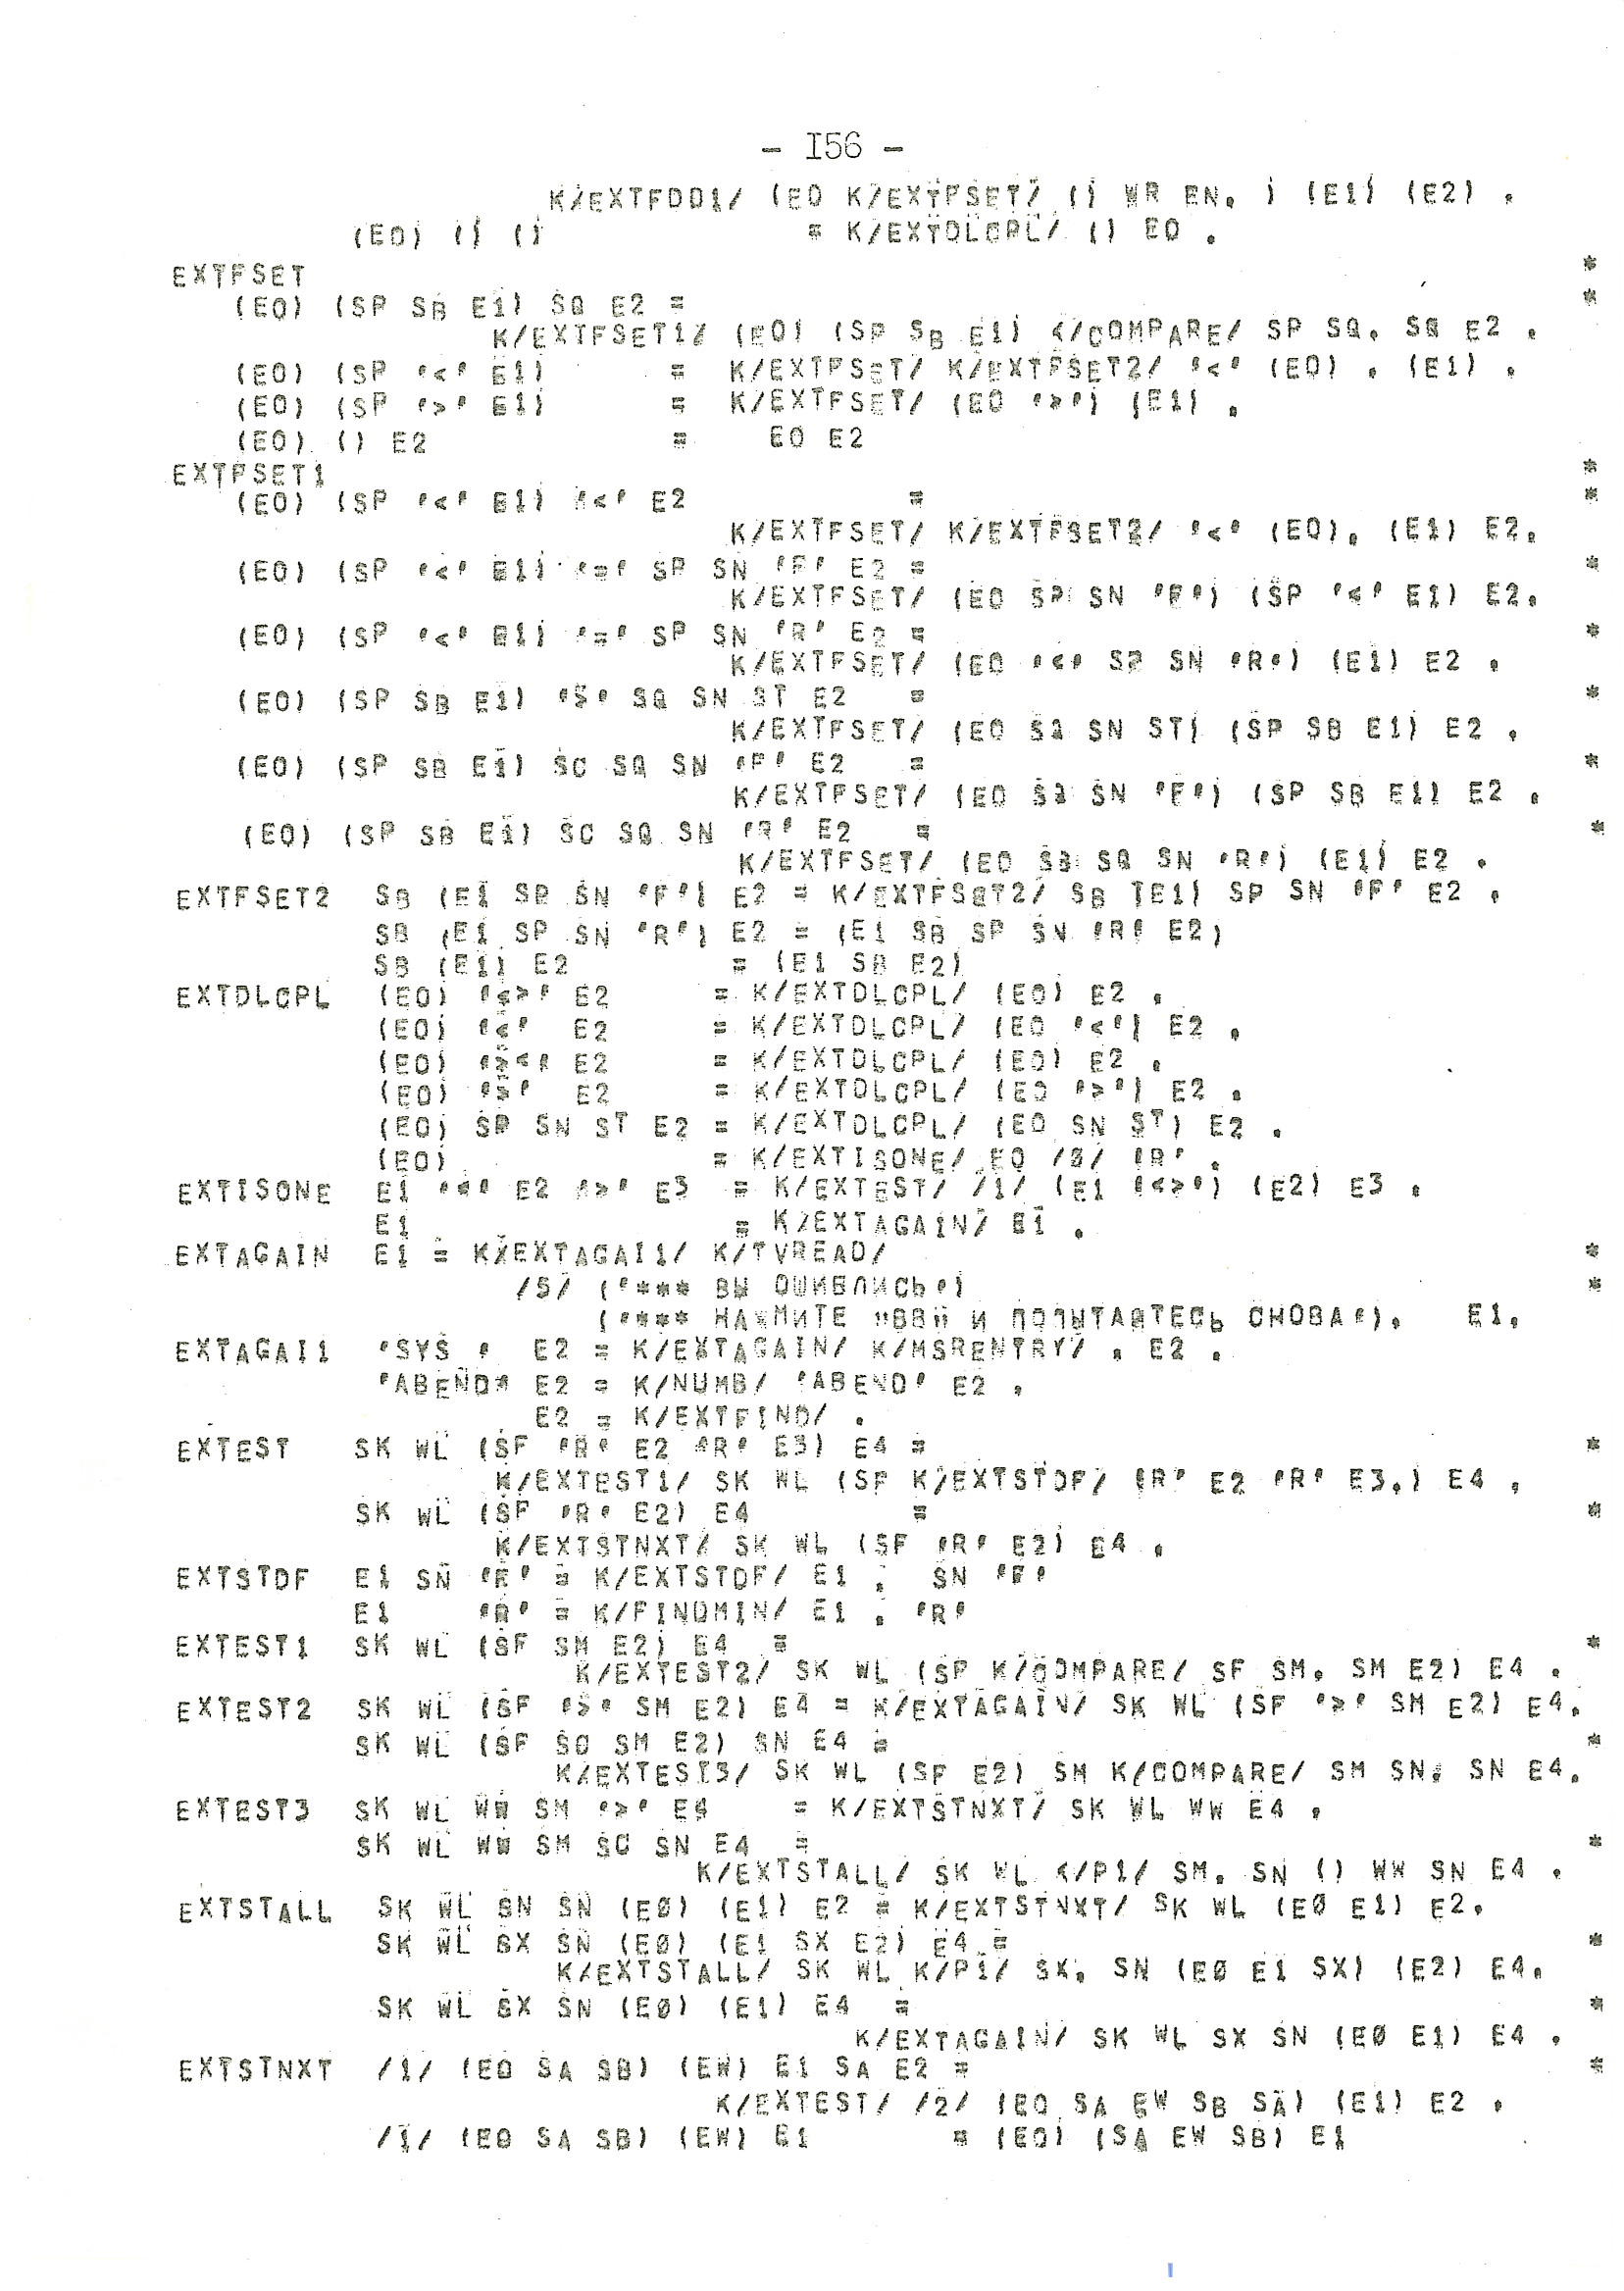 - I56 -
K/EXTFDD1/ (E0 K/EXTFSET/ () WR EN. ) (E1) (E2) .
(E0) () () = K/EXTDLCPL/ () E0 .
EXTFSET *
(E0) (SP SB E1) SQ E2 = *
K/EXTFSET1/ (E0) (SP SB E1) K/COMPARE/ SP SQ. SQ E2 .
(E0) (SP '<' E1) = K/EXTFSET/ K/EXTFSET2/ '<' (E0) . (E1) .
(E0) (SP '>' E1) = K/EXTFSET/ (E0 '>') (E1) .
(E0) () E2 = E0 E2
EXTFSET1 *
(E0) (SP '<' E1) '<' E2 = *
K/EXTFSET/ K/EXTFSET2/ '<' (E0). (E1) E2.
(E0) (SP '<' E1) '=' SP SN 'F' E2 = *
K/EXTFSET/ (E0 SP SN 'F') (SP '<' E1) E2.
(E0) (SP '<' E1) '=' SP SN 'R' E2 = *
K/EXTFSET/ (E0 '<' SP SN 'R') (E1) E2 .
(E0) (SP SB E1) '>' SQ SN ST E2 = *
K/EXTFSET/ (E0 SQ SN ST) (SP SB E1) E2 .
(E0) (SP SB E1) SC SQ SN 'F' E2 = *
K/EXTFSET/ (E0 SQ SN 'F') (SP SB E1) E2 .
(E0) (SP SB E1) SC SQ SN 'R' E2 = *
K/EXTFSET/ (E0 SB SQ SN 'R') (E1) E2 .
EXTFSET2 SB (E1 SP SN 'F') E2 = K/EXTFSET2/ SB (E1) SP SN 'F' E2 .
SB (E1 SP SN 'R') E2 = (E1 SB SP SN 'R' E2)
SB (E1) E2 = (E1 SB E2)
EXTDLCPL (E0) '<>' E2 = K/EXTDLCPL/ (E0) E2 .
(E0) '<' E2 = K/EXTDLCPL/ (E0 '<') E2 .
(E0) '><' E2 = K/EXTDLCPL/ (E0) E2 .
(E0) '>' E2 = K/EXTDLCPL/ (E0 '>') E2 .
(E0) SP SN ST E2 = K/EXTDLCPL/ (E0 SN ST) E2 .
(E0) = K/EXTISONE/ E0 /0/ 'R' .
EXTISONE E1 '<' E2 '>' E3 = K/EXTEST/ /1/ (E1 '<>') (E2) E3 .
E1 = K/EXTAGAIN/ E1 .
EXTAGAIN E1 = K/EXTAGAI1/ K/TVREAD/ *
/5/ ('*** ВЫ ОШИБЛИСЬ') *
('*** НАЖМИТЕ "ВВ" И ПОПЫТАЙТЕСЬ СНОВА'). E1.
EXTAGAI1 'SYS ' E2 = K/EXTAGAIN/ K/MSRENTRY/ . E2 .
'ABEND' E2 = K/NUMB/ 'ABEND' E2 .
E2 = K/EXTFIND/ .
EXTEST SK WL (SF 'R' E2 'R' E3) E4 = *
K/EXTEST1/ SK WL (SF K/EXTSTDF/ 'R' E2 'R' E3.) E4 .
SK WL (SF 'R' E2) E4 = *
K/EXTSTNXT/ SK WL (SF 'R' E2) E4 .
EXTSTDF E1 SN 'F' = K/EXTSTDF/ E1 . SN 'F'
E1 'R' = K/FINDMIN/ E1 . 'R'
EXTEST1 SK WL (SF SM E2) E4 = *
K/EXTEST2/ SK WL (SF K/COMPARE/ SF SM. SM E2) E4 .
EXTEST2 SK WL (SF '>' SM E2) E4 = K/EXTAGAIN/ SK WL (SF '>' SM E2) E4.
SK WL (SF SC SM E2) SN E4 = *
K/EXTEST3/ SK WL (SF E2) SM K/COMPARE/ SM SN. SN E4.
EXTEST3 SK WL WW SM '>' E4 = K/EXTSTNXT/ SK WL WW E4 .
SK WL WW SM SC SN E4 = *
K/EXTSTALL/ SK WL K/P1/ SM. SN () WW SN E4 .
EXTSTALL SK WL SN SN (EØ) (E1) E2 = K/EXTSTNXT/ SK WL (EØ E1) E2.
SK WL SX SN (EØ) (E1 SX E2) E4 = *
K/EXTSTALL/ SK WL K/P1/ SX. SN (EØ E1 SX) (E2) E4.
SK WL SX SN (EØ) (E1) E4 = *
K/EXTAGAIN/ SK WL SX SN (EØ E1) E4 .
EXTSTNXT /1/ (E0 SA SB) (EW) E1 SA E2 = *
K/EXTEST/ /2/ (E0 SA EW SB SA) (E1) E2 .
/1/ (E0 SA SB) (EW) E1 = (E0) (SA EW SB) E1